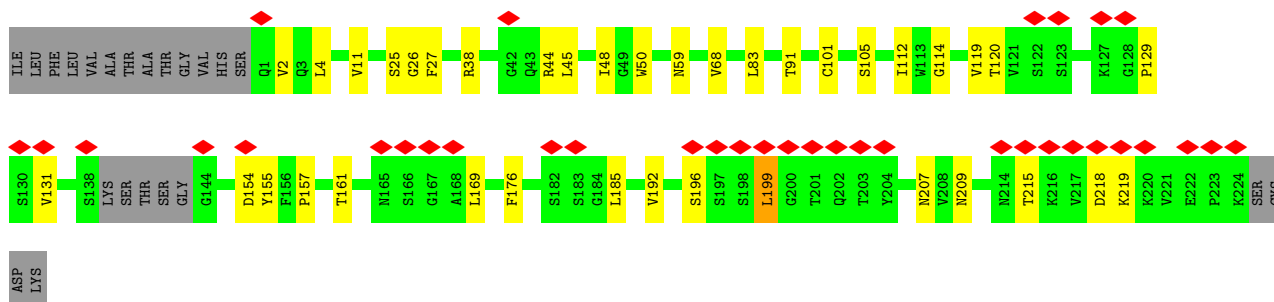 ILE LEU PHE LEU VAL ALA THR ALA THR GLY VAL HIS SER Q1 V2 Q3 L4 V11 S25 G26 F27 R38 G42 Q43 R44 L45 I48 G49 W50 N59 V68 L83 T91 C101 S105 I112 W113 G114 V119 T120 V121 S122 S123 K127 G128 P129
S130 V131 S138 LYS SER THR SER GLY G144 D154 Y155 F156 P157 T161 N165 S166 G167 A168 L169 F176 S182 S183 G184 L185 V192 S196 S197 S198 L199 G200 T201 Q202 T203 Y204 N207 V208 N209 N214 T215 K216 V217 D218 K219 K220 V221 E222 P223 K224 SER CYS
ASP LYS